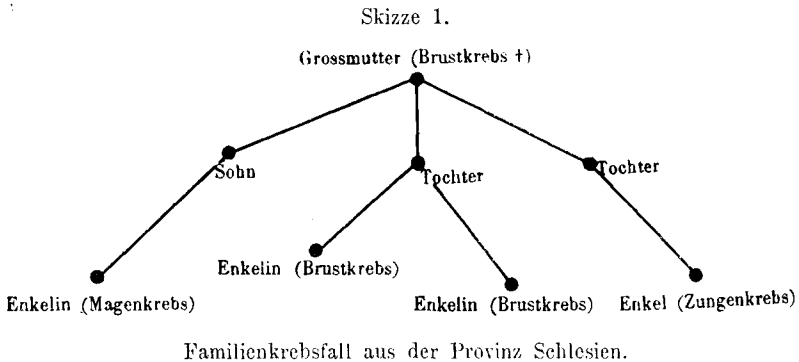 Skizze 1.
Grossmutter (Brustkrebs †)
Sohn
Tochter
Tochter
Enkelin (Brustkrebs)
Enkelin (Magenkrebs)
Enkelin (Brustkrebs)
Enkel (Zungenkrebs)
Familienkrebsfall aus der Provinz Schlesien.